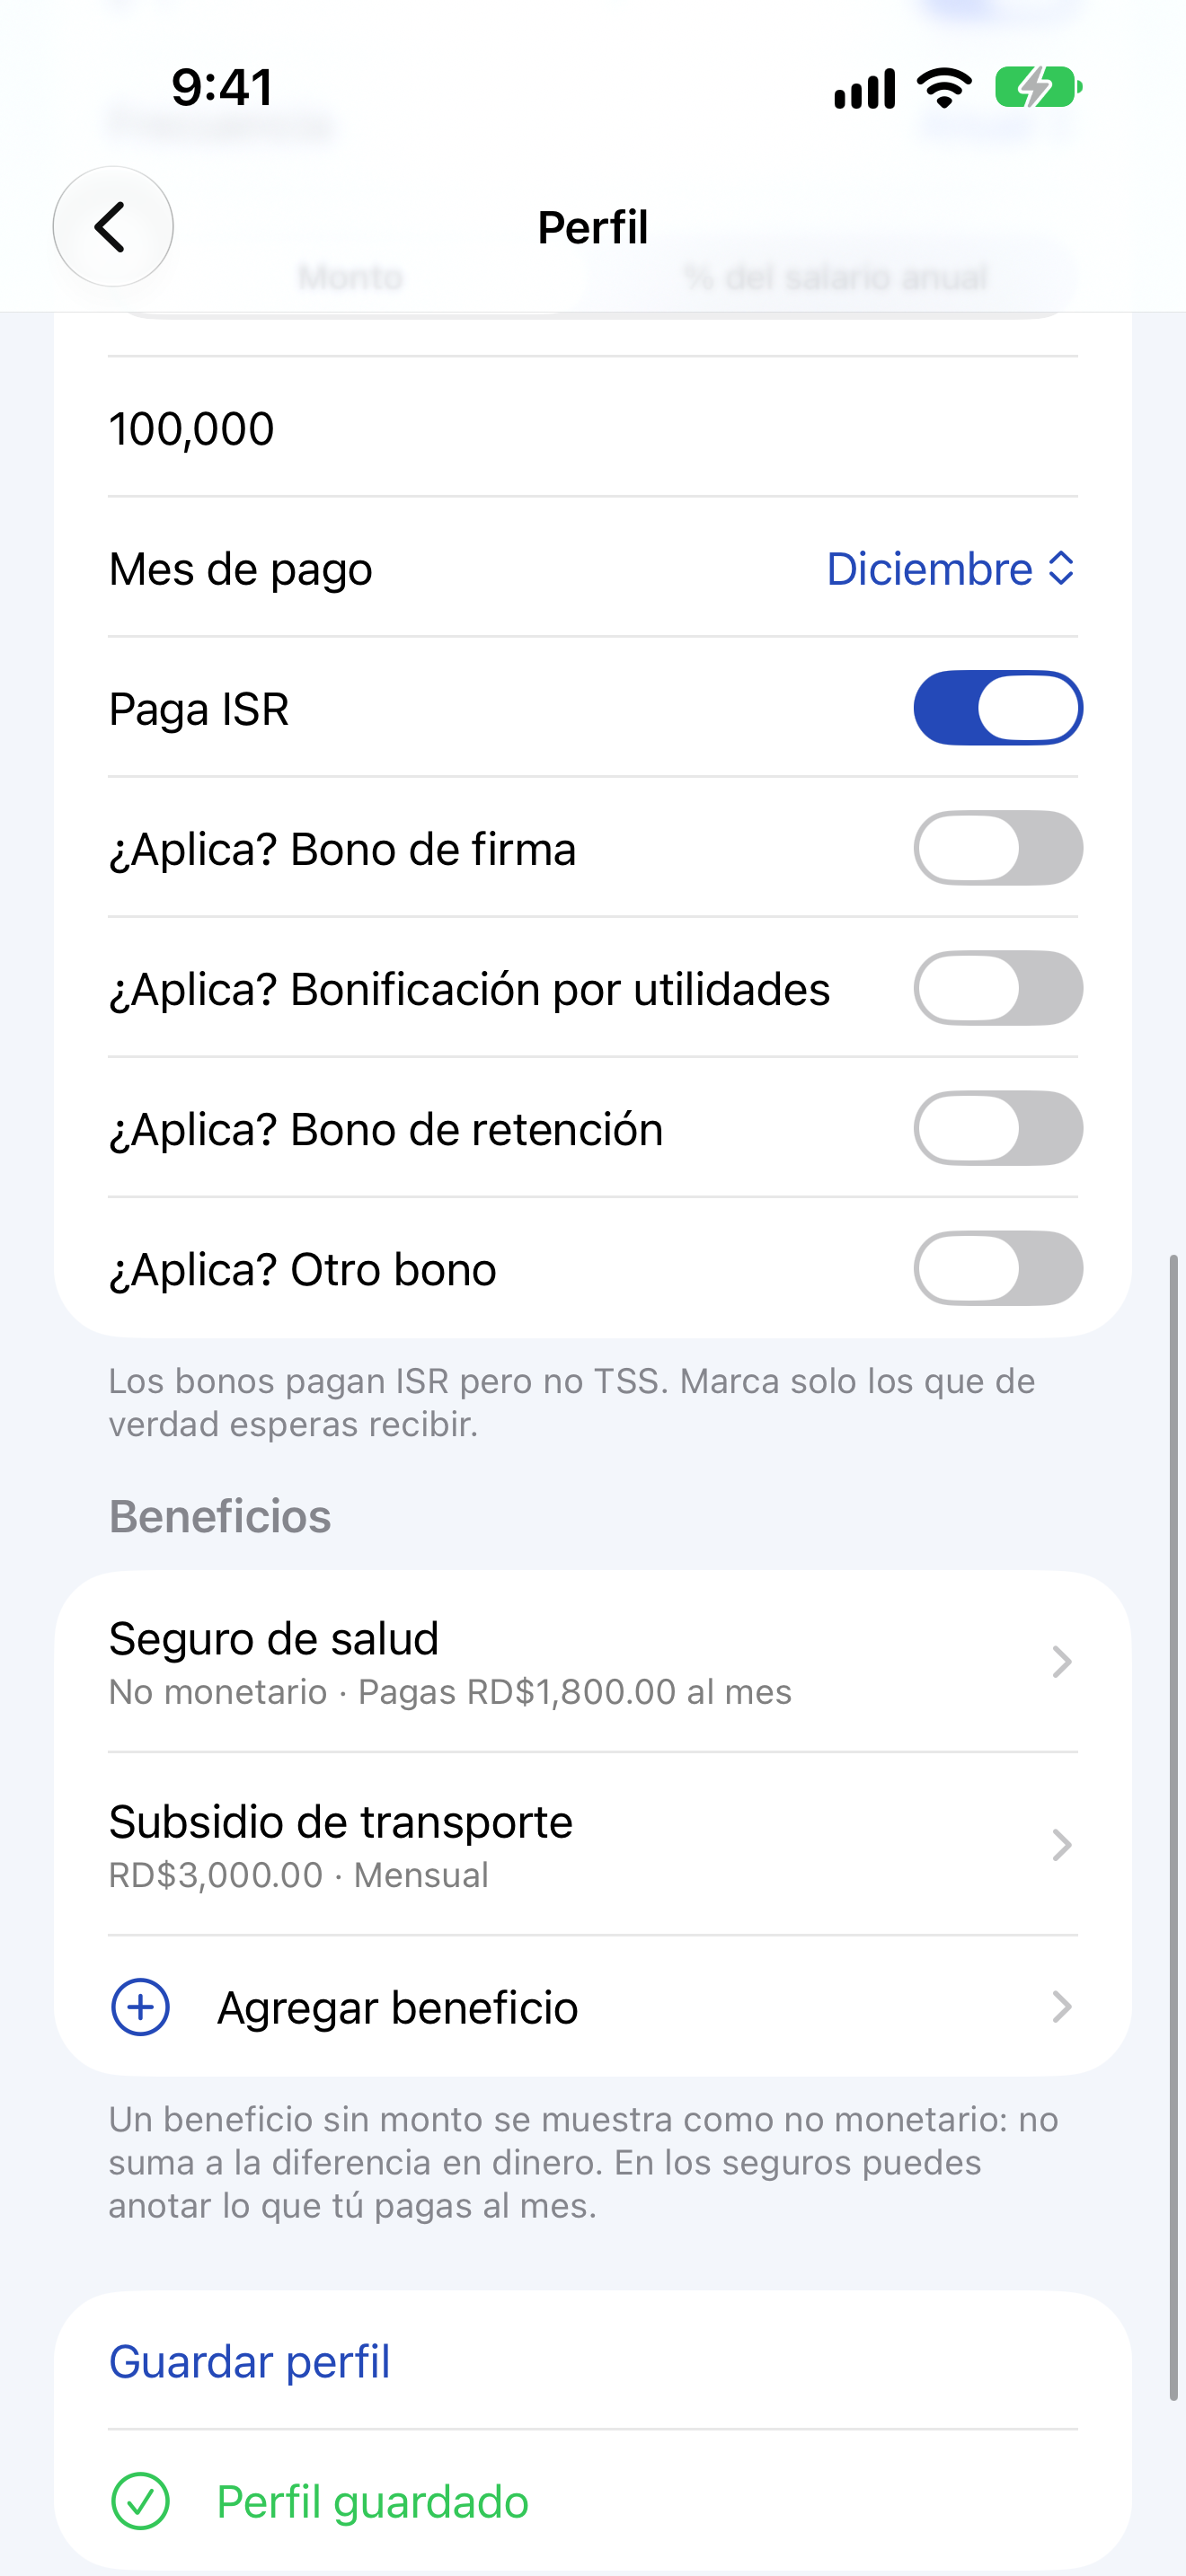 9:41
Perfil
Monto
% del salario anual
100,000
Mes de pago
Diciembre
Paga ISR
¿Aplica? Bono de firma
¿Aplica? Bonificación por utilidades
¿Aplica? Bono de retención
¿Aplica? Otro bono
Los bonos pagan ISR pero no TSS. Marca solo los que de
verdad esperas recibir.
Beneficios
Seguro de salud
No monetario · Pagas RD$1,800.00 al mes
Subsidio de transporte
RD$3,000.00 · Mensual
Agregar beneficio
Un beneficio sin monto se muestra como no monetario: no
suma a la diferencia en dinero. En los seguros puedes
anotar lo que tú pagas al mes.
Guardar perfil
Perfil guardado